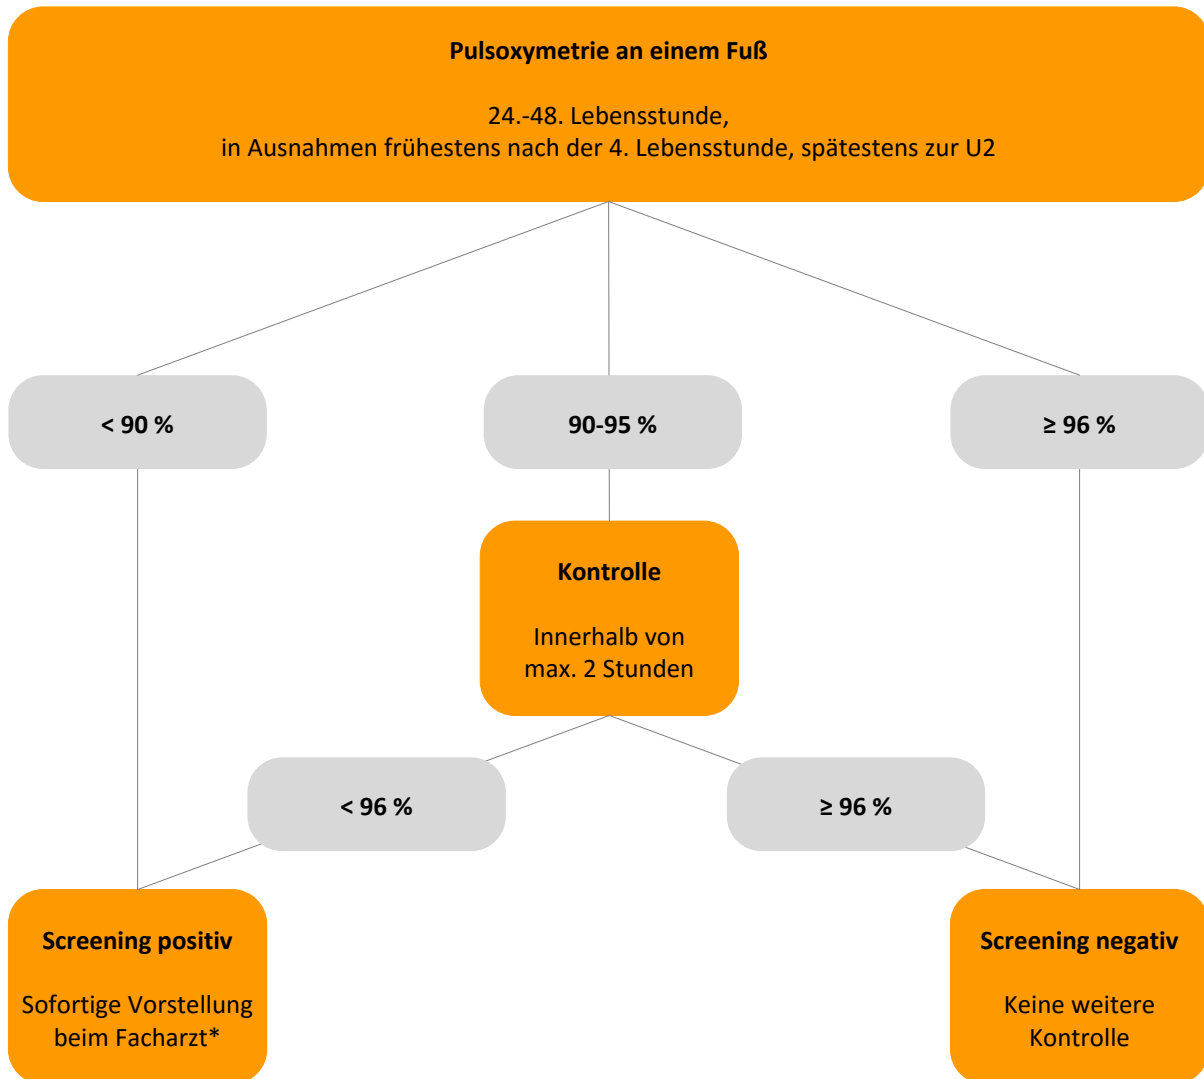 Pulsoxymetrie an einem Fuß
24.-48. Lebensstunde,
in Ausnahmen frühestens nach der 4. Lebensstunde, spätestens zur U2
< 90 %
90-95 %
≥ 96 %
Kontrolle
Innerhalb von
max. 2 Stunden
< 96 %
≥ 96 %
Screening positiv
Sofortige Vorstellung
beim Facharzt*
Screening negativ
Keine weitere
Kontrolle